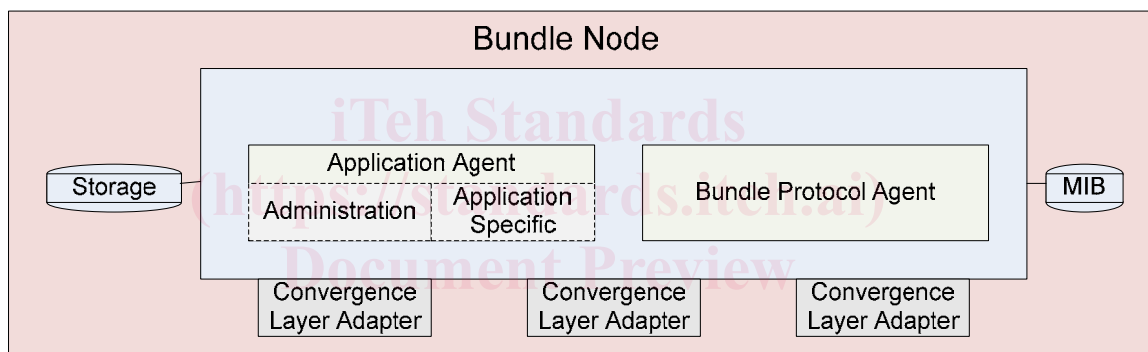 Bundle Node
iTeh Standards
(https://standards.iteh.ai)
Document Preview
Storage
Application Agent
Administration
Application
Specific
Bundle Protocol Agent
MIB
Convergence
Layer Adapter
Convergence
Layer Adapter
Convergence
Layer Adapter